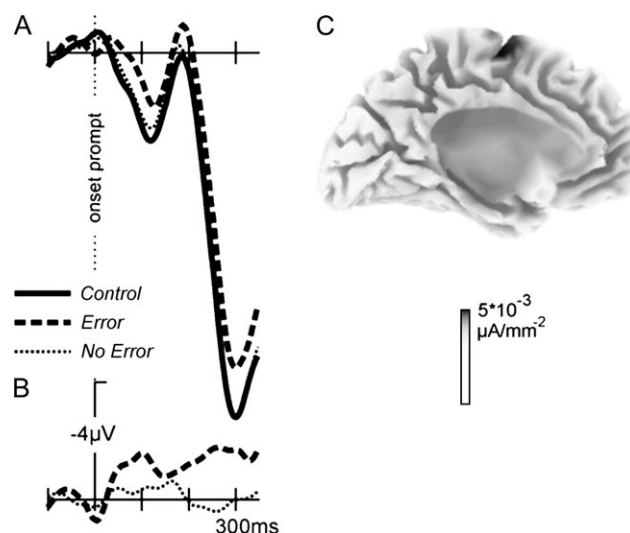 A
C
onset prompt
Control
Error
No Error
5*10-3
µA/mm-2
B
-4µV
300ms